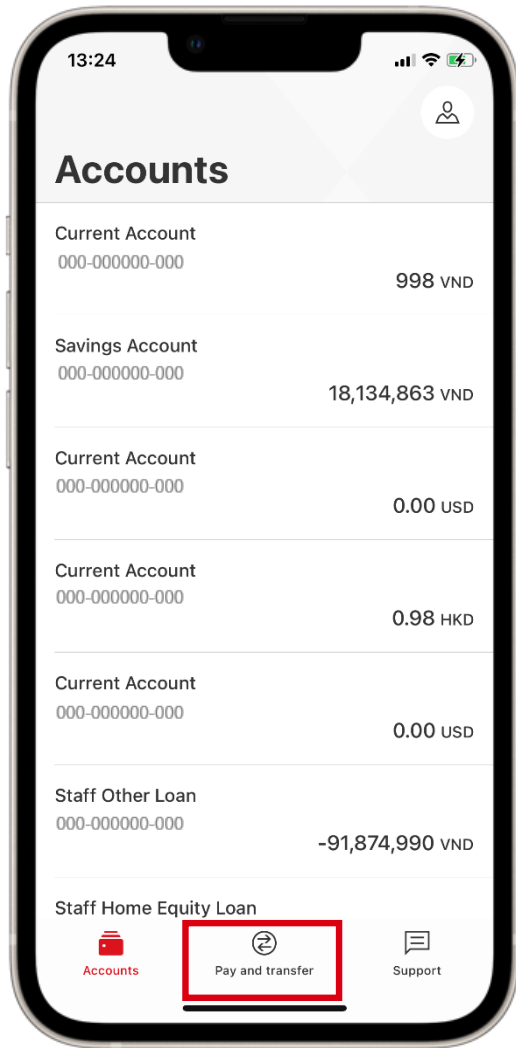 13:24
Accounts
Current Account
000-000000-000
998 VND
Savings Account
000-000000-000
18,134,863 VND
Current Account
000-000000-000
0.00 USD
Current Account
000-000000-000
0.98 HKD
Current Account
000-000000-000
0.00 USD
Staff Other Loan
000-000000-000
-91,874,990 VND
Staff Home Equity Loan
Accounts
Pay and transfer
Support